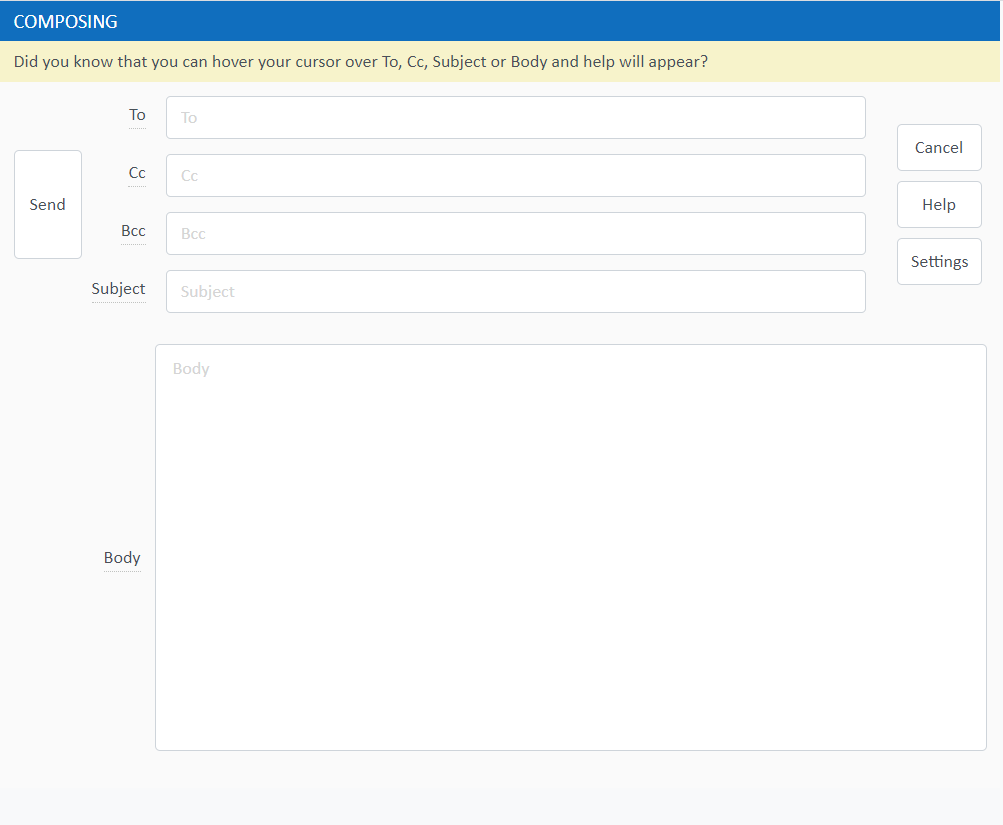 COMPOSING
Did you know that you can hover your cursor over To, Cc, Subject or Body and help will appear?
To
To
Cc
Cc
Bcc
Bcc
Subject
Subject
Send
Cancel
Help
Settings
Body
Body